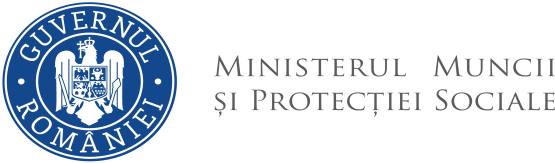 GUVERNUL
ROMÂNIEI
MINISTERUL MUNCII
ȘI PROTECȚIEI SOCIALE